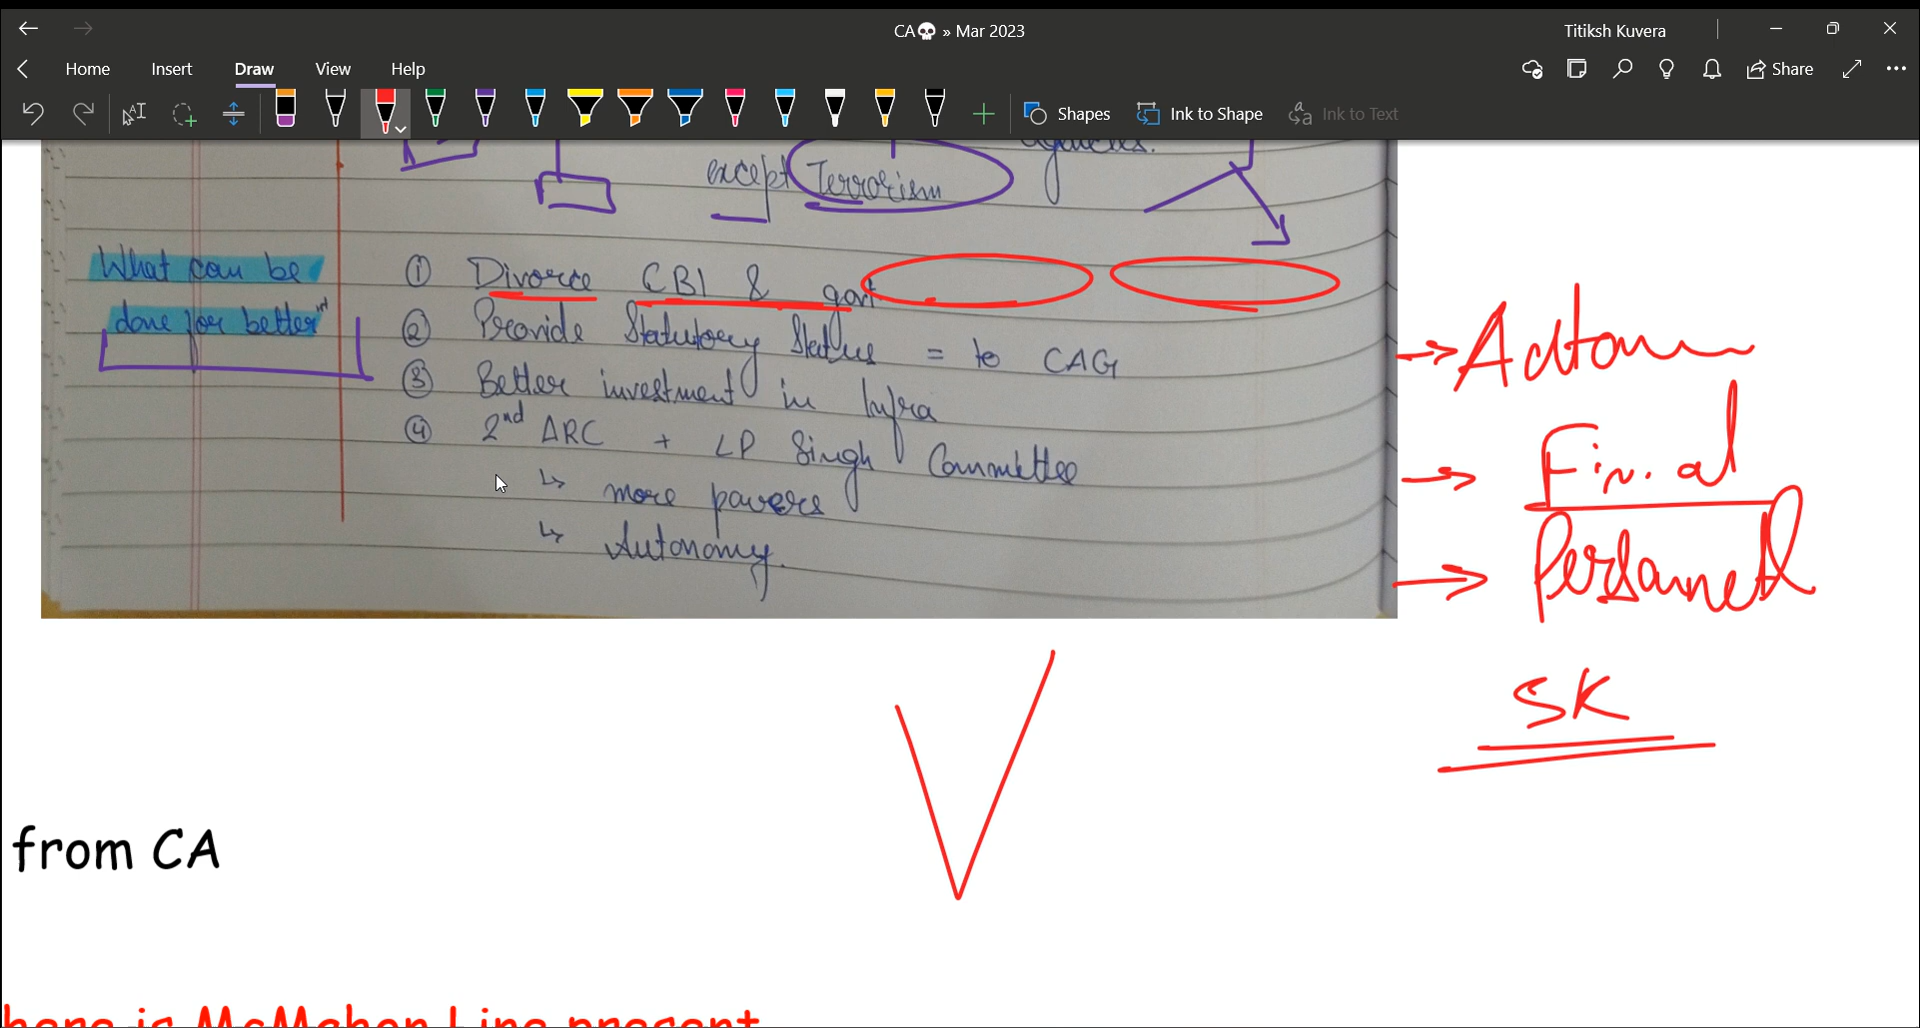 CA💀 » Mar 2023
Titiksh Kuvera
Home Insert Draw View Help
Share
Shapes Ink to Shape Ink to Text
agencies.
except Terrorism
What can be
done for better
① Divorce CBI & govt
② Provide Statutory Status = to CAG
③ Better investment in Infra
④ 2nd ARC + LP Singh Committee
↳ more powers
↳ Autonomy.
→
→ Fin. al
→ Personnel
SK
from CA
here is McMahon Line present